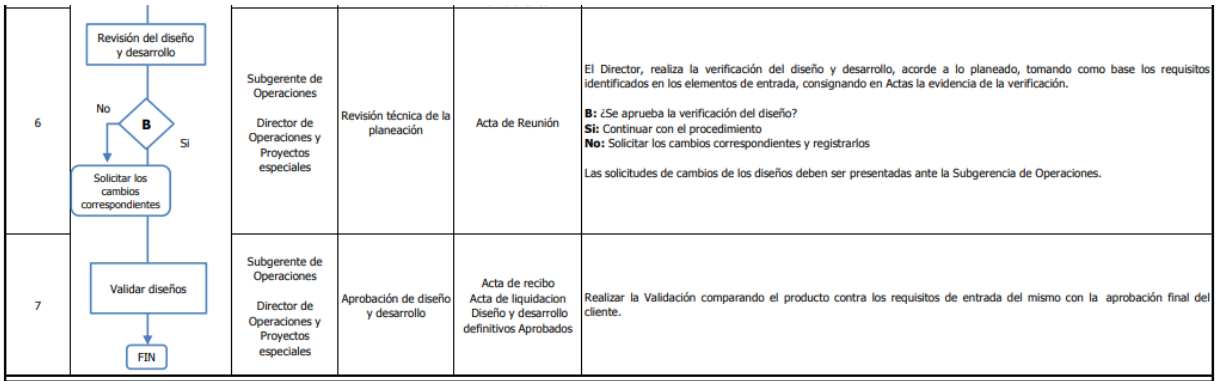 6
Revisión del diseño
y desarrollo
No
B
Si
Solicitar los
cambios
correspondientes
Subgerente de
Operaciones
Director de
Operaciones y
Proyectos
especiales
Revisión técnica de la
planeación
Acta de Reunión
El Director, realiza la verificación del diseño y desarrollo, acorde a lo planeado, tomando como base los requisitos
identificados en los elementos de entrada, consignando en Actas la evidencia de la verificación.
B: ¿Se aprueba la verificación del diseño?
Si: Continuar con el procedimiento
No: Solicitar los cambios correspondientes y registrarlos
Las solicitudes de cambios de los diseños deben ser presentadas ante la Subgerencia de Operaciones.
7
Validar diseños
FIN
Subgerente de
Operaciones
Director de
Operaciones y
Proyectos
especiales
Aprobación de diseño
y desarrollo
Acta de recibo
Acta de liquidacion
Diseño y desarrollo
definitivos Aprobados
Realizar la Validación comparando el producto contra los requisitos de entrada del mismo con la aprobación final del
cliente.